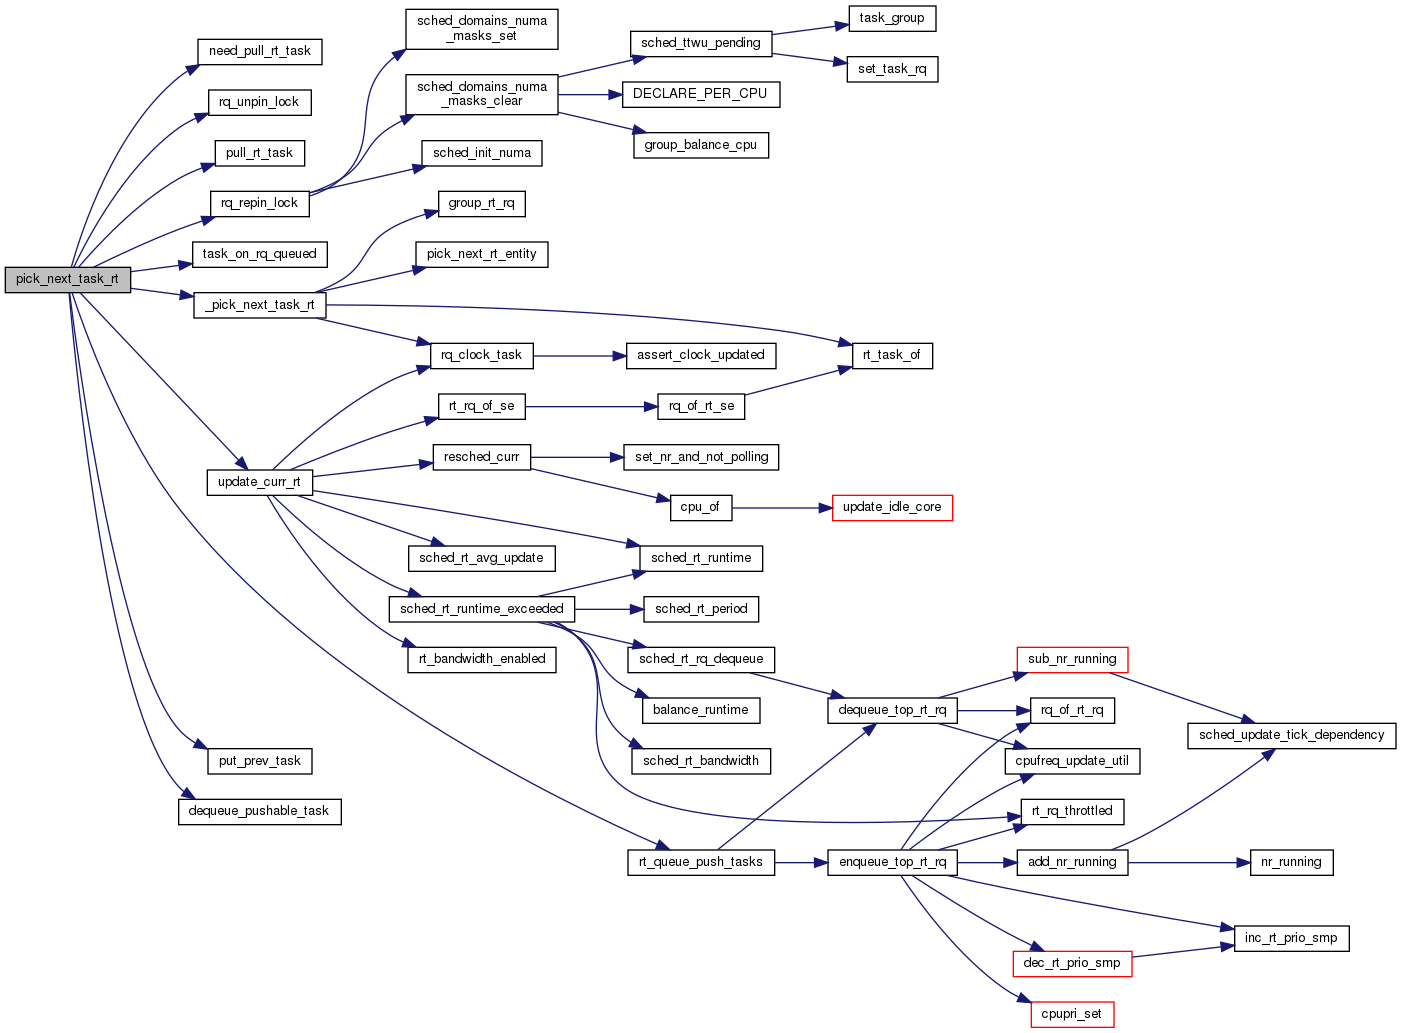 sched_domains_numa
_masks_set
task_group
need_pull_rt_task
sched_ttwu_pending
set_task_rq
rq_unpin_lock
sched_domains_numa
_masks_clear
DECLARE_PER_CPU
pull_rt_task
sched_init_numa
group_balance_cpu
rq_repin_lock
group_rt_rq
task_on_rq_queued
pick_next_rt_entity
pick_next_task_rt
_pick_next_task_rt
rq_clock_task
assert_clock_updated
rt_task_of
rt_rq_of_se
rq_of_rt_se
resched_curr
set_nr_and_not_polling
update_curr_rt
cpu_of
update_idle_core
sched_rt_avg_update
sched_rt_runtime
sched_rt_runtime_exceeded
sched_rt_period
rt_bandwidth_enabled
sched_rt_rq_dequeue
sub_nr_running
balance_runtime
dequeue_top_rt_rq
rq_of_rt_rq
sched_update_tick_dependency
put_prev_task
sched_rt_bandwidth
cpufreq_update_util
dequeue_pushable_task
rt_rq_throttled
rt_queue_push_tasks
enqueue_top_rt_rq
add_nr_running
nr_running
inc_rt_prio_smp
dec_rt_prio_smp
cpupri_set